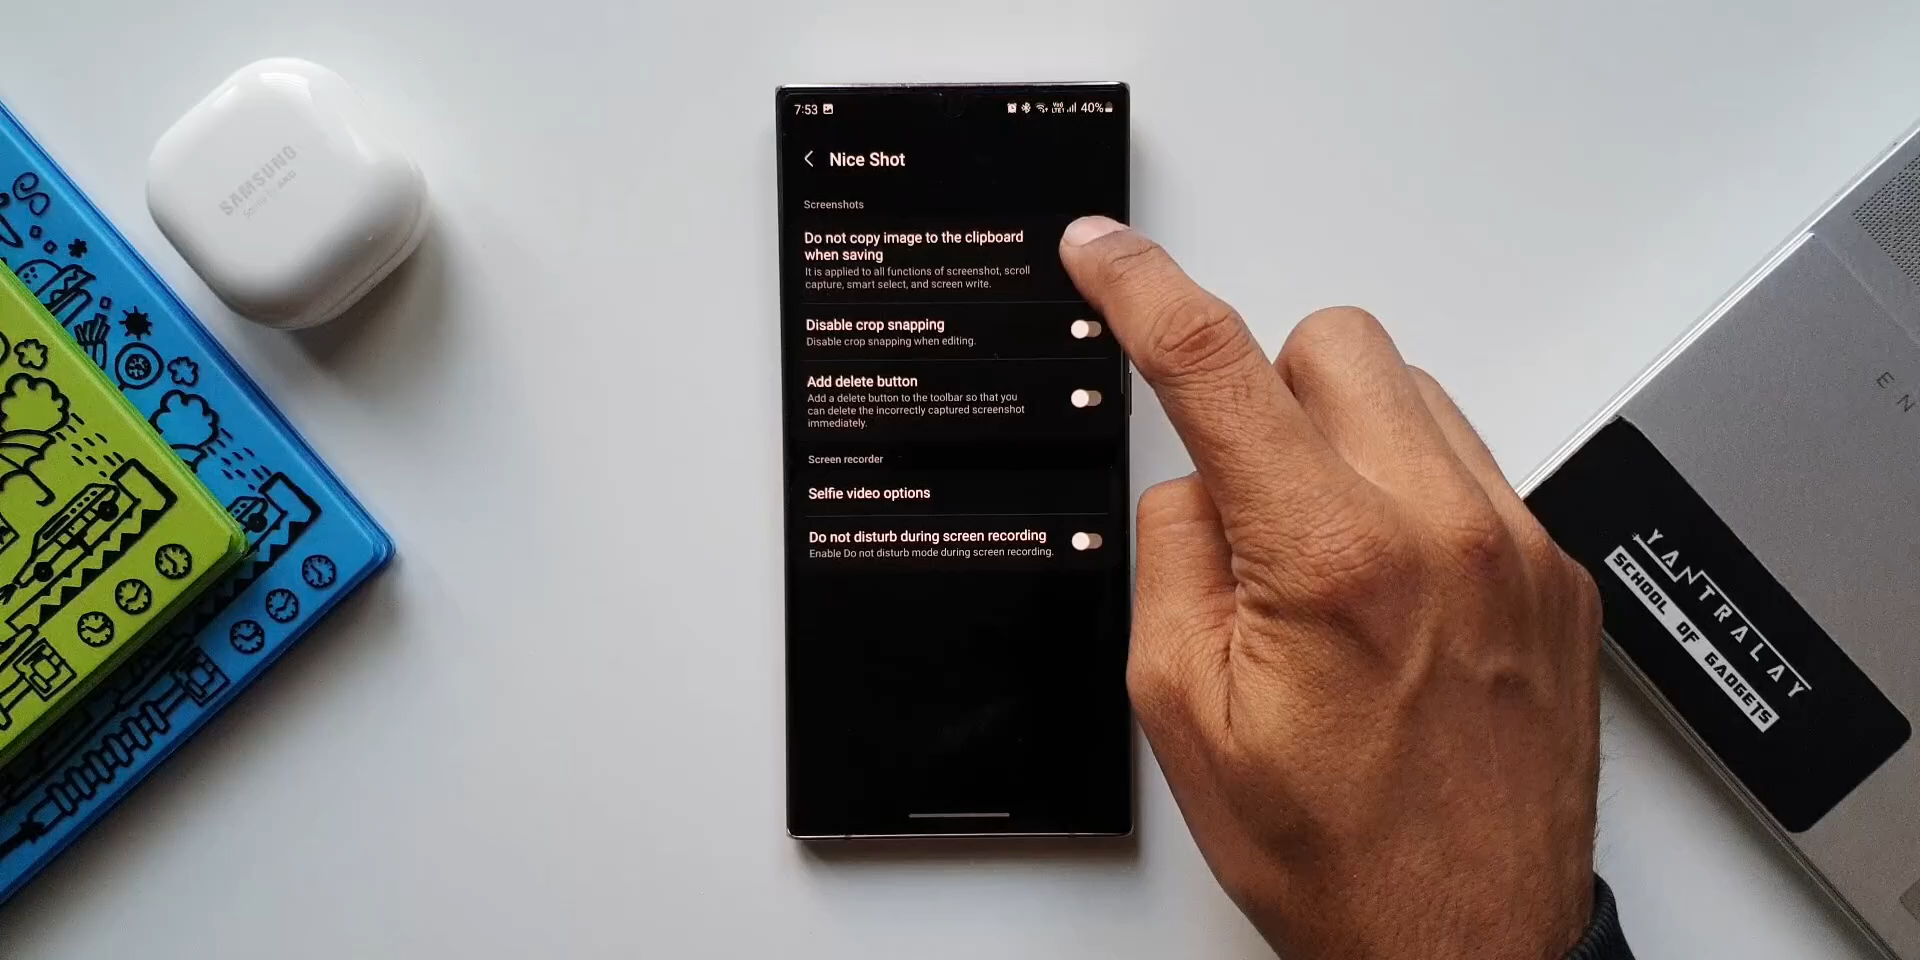 SAMSUNG
7:53
40%
Nice Shot
Screenshots
Do not copy image to the clipboard
when saving
It is applied to all functions of screenshot, scroll
capture, smart select, and screen write.
Disable crop snapping
Disable crop snapping when editing.
Add delete button
Add a delete button to the toolbar so that you
can delete the incorrectly captured screenshot
immediately.
Screen recorder
Selfie video options
Do not disturb during screen recording
Enable Do not disturb mode during screen recording.
EN
YANTRALAY
SCHOOL OF GADGETS